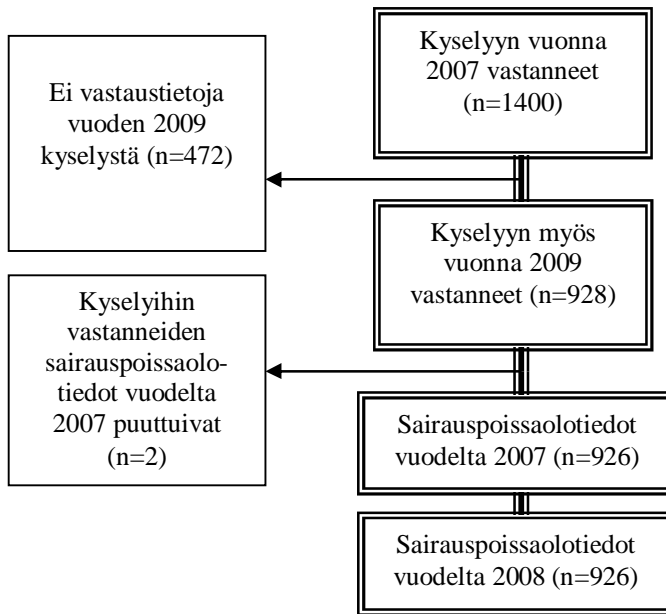 Kyselyyn vuonna
2007 vastanneet
(n=1400)
Ei vastaustietoja
vuoden 2009
kyselystä (n=472)
Kyselyyn myös
vuonna 2009
vastanneet (n=928)
Kyselyihin
vastanneiden
sairauspoissaolo-
tiedot vuodelta
2007 puuttuivat
(n=2)
Sairauspoissaolotiedot
vuodelta 2007 (n=926)
Sairauspoissaolotiedot
vuodelta 2008 (n=926)